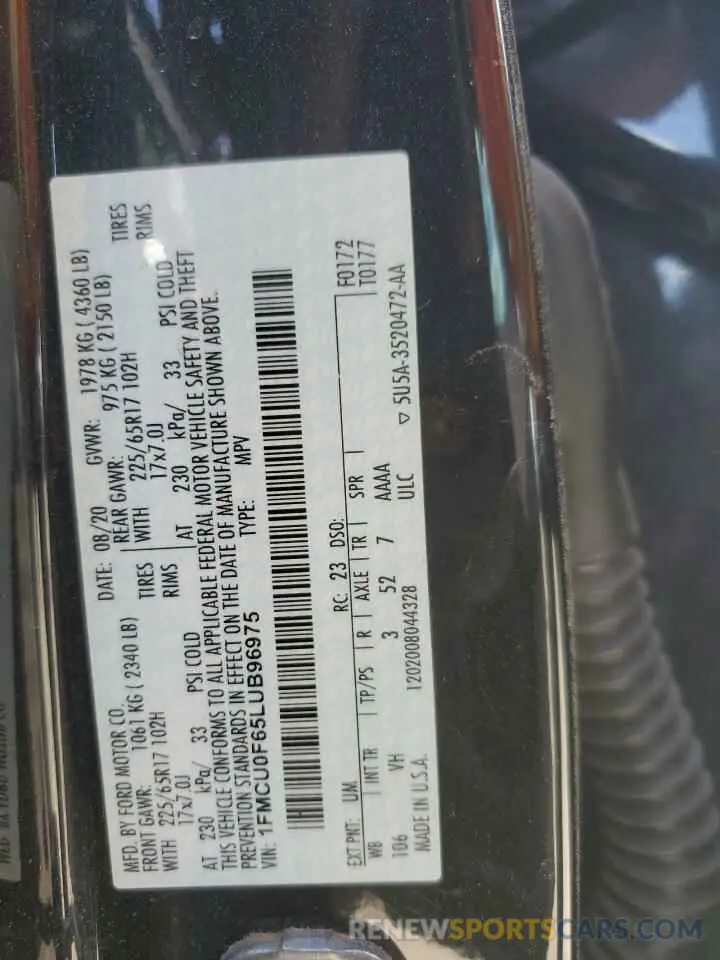 MFD. BY FORD MOTOR CO.
DATE: 08/20 GVWR: 1978 KG ( 4360 LB)
FRONT GAWR: 1061 KG ( 2340 LB) REAR GAWR: 975 KG ( 2150 LB)
WITH 225/65R17 102H TIRES WITH 225/65R17 102H TIRES
17x7.0J RIMS 17x7.0J RIMS
AT 230 kPa/ 33 PSI COLD AT 230 kPa/ 33 PSI COLD
THIS VEHICLE CONFORMS TO ALL APPLICABLE FEDERAL MOTOR VEHICLE SAFETY AND THEFT
PREVENTION STANDARDS IN EFFECT ON THE DATE OF MANUFACTURE SHOWN ABOVE.
VIN: 1FMCU0F65LUB96975 TYPE: MPV
EXT PNT: UM RC: 23 DSO: F0172
WB INT TR TP/PS R AXLE TR SPR T0177
106 VH 3 52 7 AAAA
MADE IN U.S.A. 1202008044328 ULC 5U5A-3520472-AA
RENEWSPORTSCARS.COM